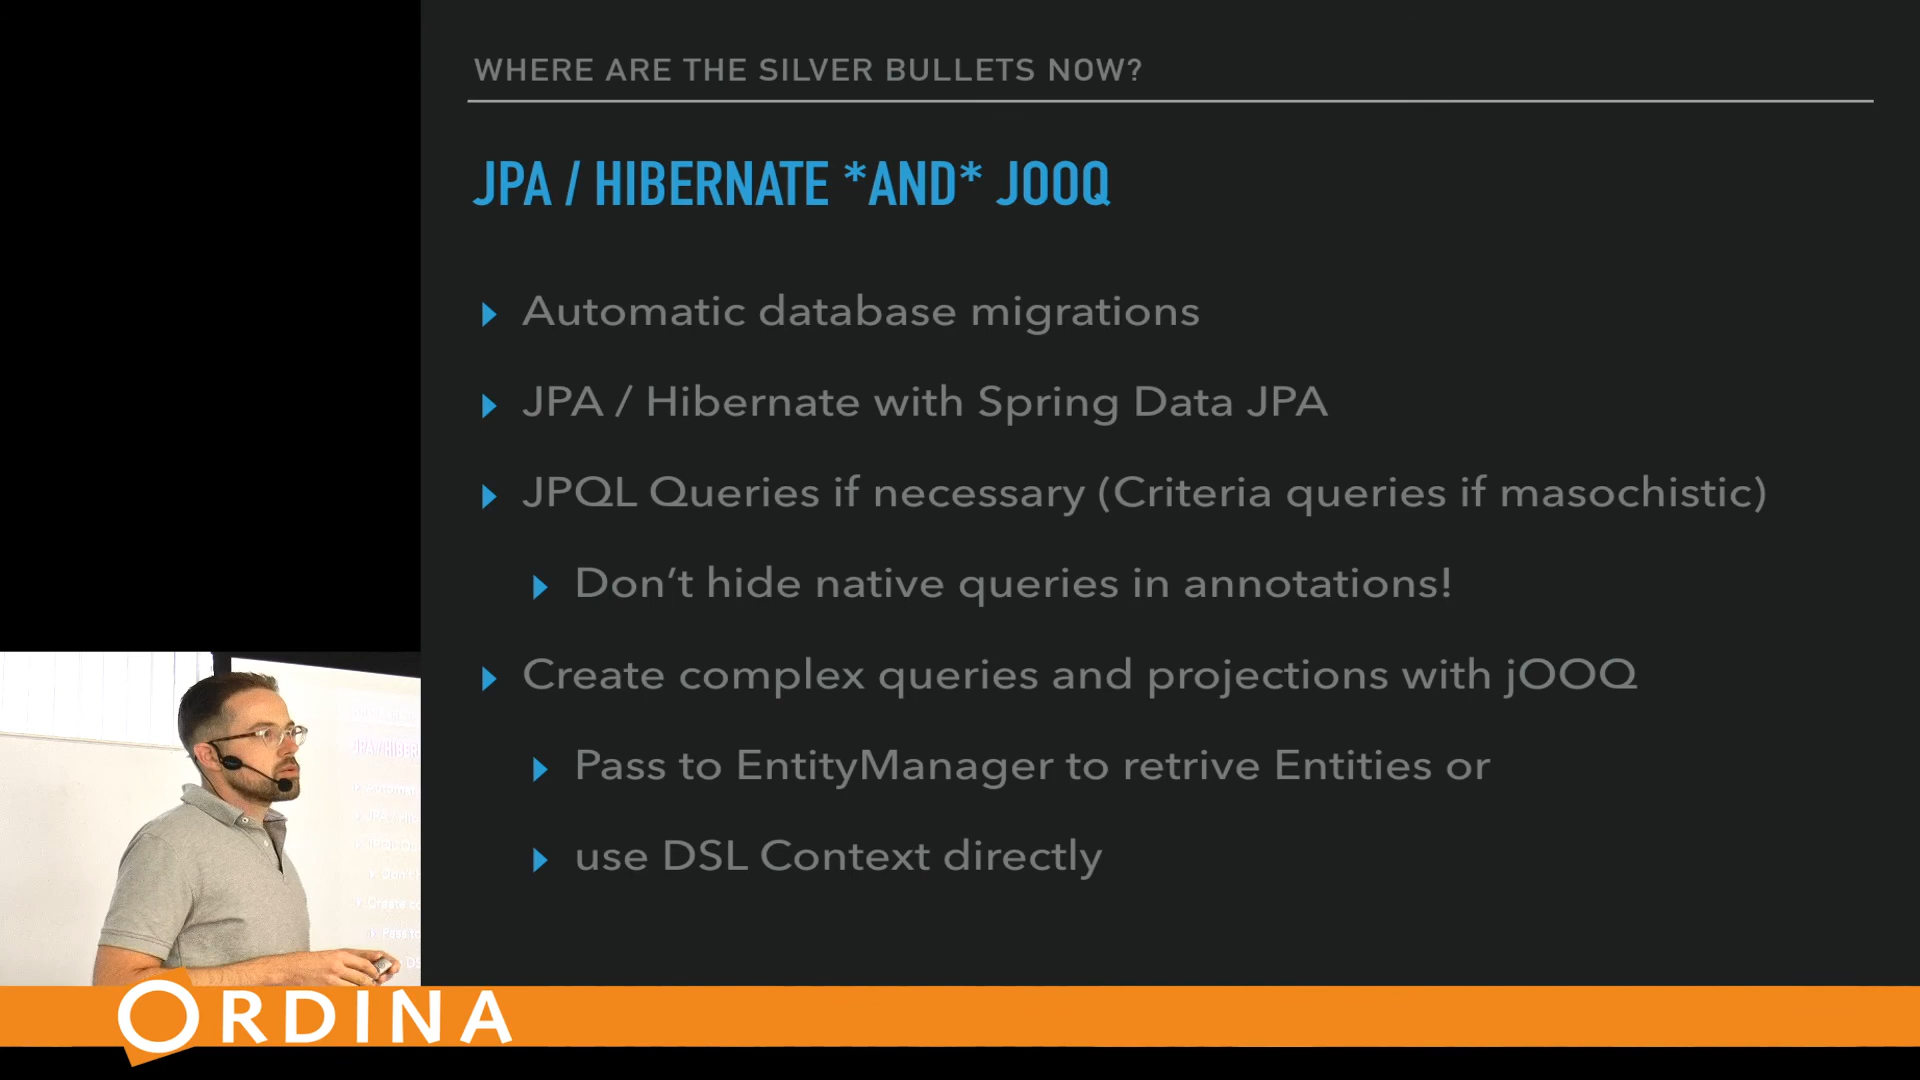 WHERE ARE THE SILVER BULLETS NOW?
JPA / HIBERNATE *AND* JOOQ
Automatic database migrations
JPA / Hibernate with Spring Data JPA
JPQL Queries if necessary (Criteria queries if masochistic)
Don't hide native queries in annotations!
Create complex queries and projections with jOOQ
Pass to EntityManager to retrive Entities or
use DSL Context directly
ORDINA